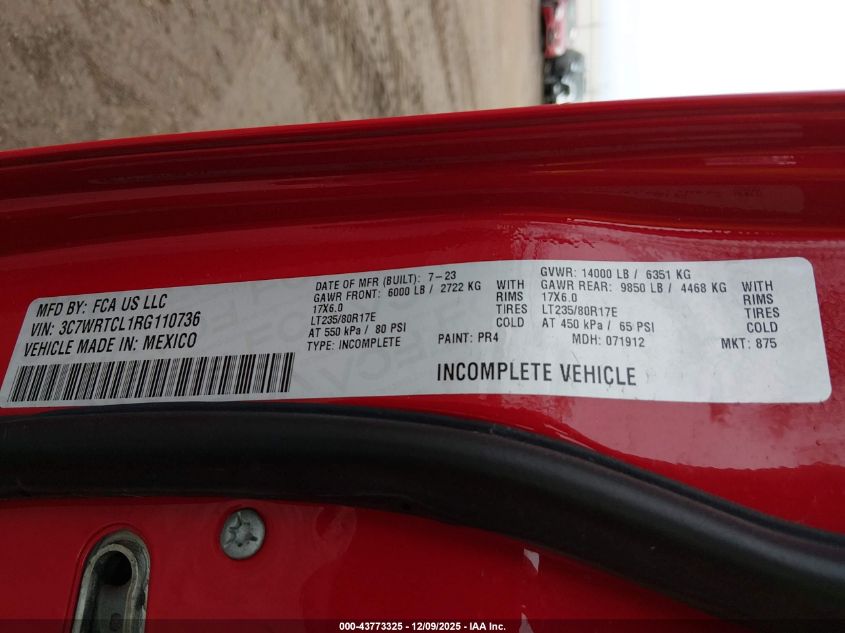 MFD BY: FCA US LLC
VIN: 3C7WRTCL1RG110736
VEHICLE MADE IN: MEXICO
DATE OF MFR (BUILT): 7-23
GAWR FRONT: 6000 LB / 2722 KG WITH
17X6.0 RIMS
LT235/80R17E TIRES
AT 550 kPa / 80 PSI COLD
TYPE: INCOMPLETE PAINT: PR4
GVWR: 14000 LB / 6351 KG
GAWR REAR: 9850 LB / 4468 KG WITH
17X6.0 RIMS
LT235/80R17E TIRES
AT 450 kPa / 65 PSI COLD
MDH: 071912 MKT: 875
INCOMPLETE VEHICLE
000-43773325 - 12/09/2025 - IAA Inc.